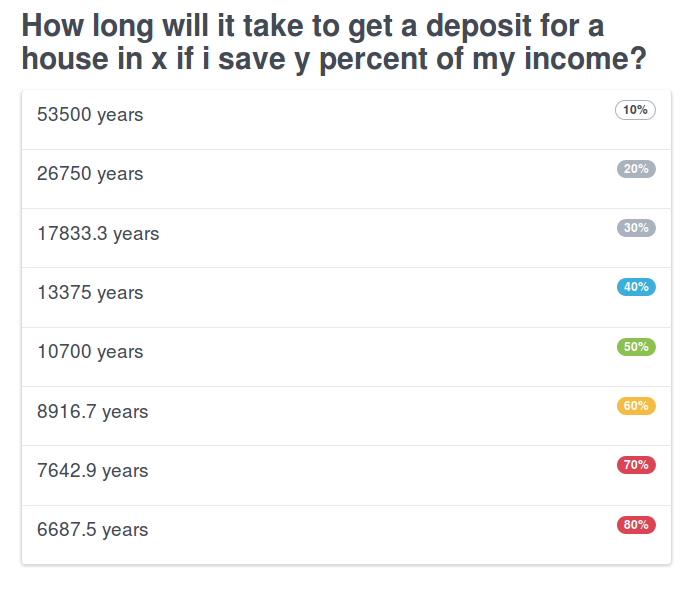 How long will it take to get a deposit for a
house in x if i save y percent of my income?
53500 years 10%
26750 years 20%
17833.3 years 30%
13375 years 40%
10700 years 50%
8916.7 years 60%
7642.9 years 70%
6687.5 years 80%